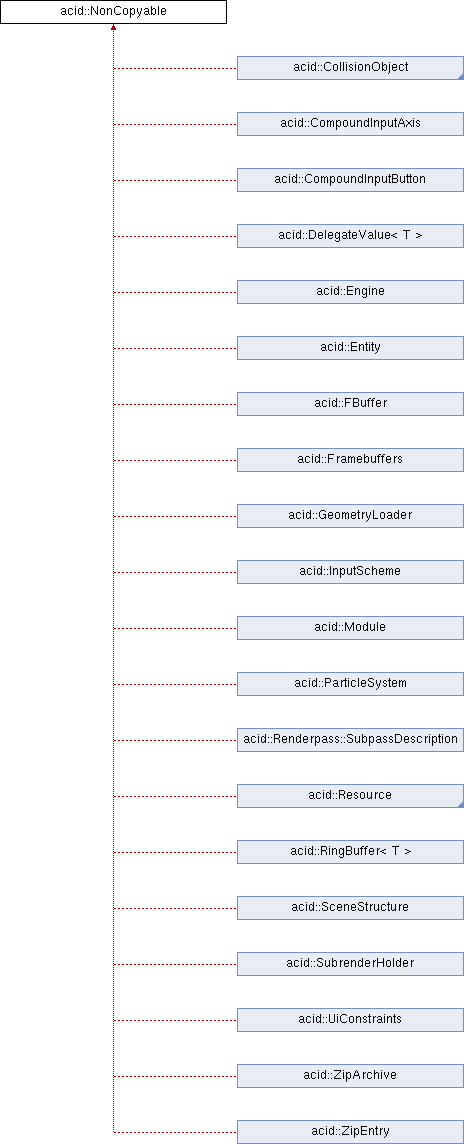 acid::NonCopyable
acid::CollisionObject
acid::CompoundInputAxis
acid::CompoundInputButton
acid::DelegateValue< T >
acid::Engine
acid::Entity
acid::FBuffer
acid::Framebuffers
acid::GeometryLoader
acid::InputScheme
acid::Module
acid::ParticleSystem
acid::Renderpass::SubpassDescription
acid::Resource
acid::RingBuffer< T >
acid::SceneStructure
acid::SubrenderHolder
acid::UiConstraints
acid::ZipArchive
acid::ZipEntry